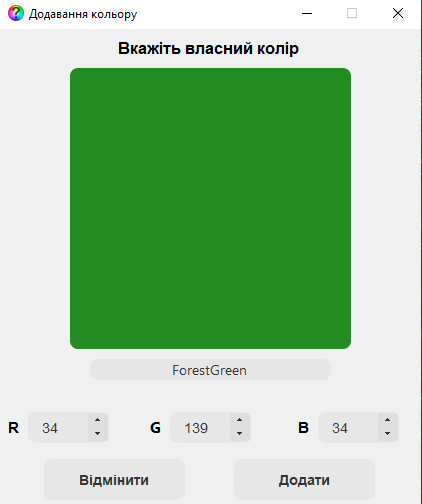 Додавання кольору
Вкажіть власний колір
ForestGreen
R 34 G 139 B 34
Відмінити Додати